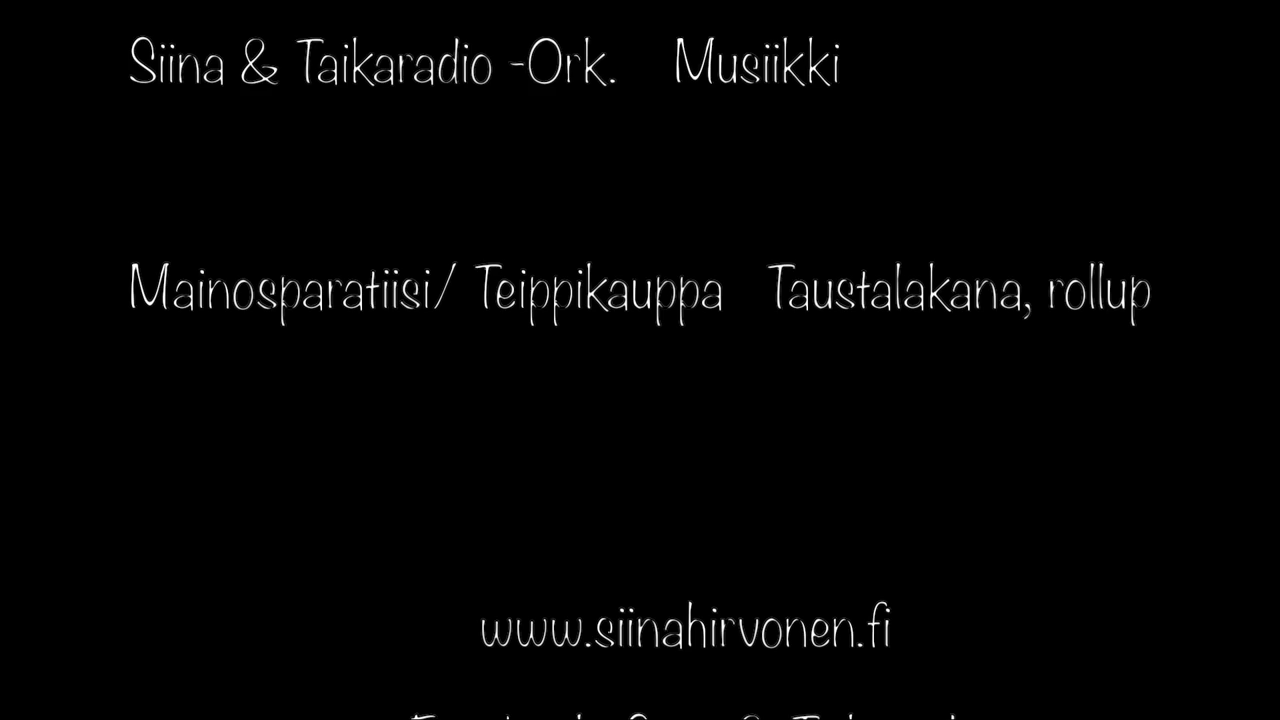 Siina & Taikaradio -Ork. Musiikki
Mainosparatiisi/ Teippikauppa Taustalakana, rollup
www.siinahirvonen.fi